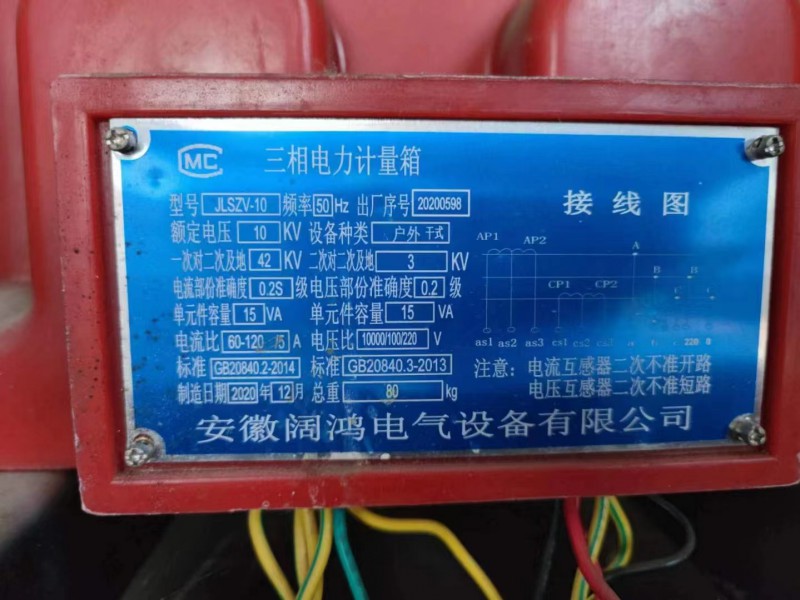 MC 三相电力计量箱
型号 JLSZV-10 频率 50 Hz 出厂序号 20200598
额定电压 10 KV 设备种类 户外 干式
一次对二次及地 42 KV 二次对二次及地 3 KV
电流部份准确度 0.2S 级 电压部份准确度 0.2 级
单元件容量 15 VA 单元件容量 15 VA
电流比 60-120 /5 A 电压比 10000/100/220 V
标准 GB20840.2-2014 标准 GB20840.3-2013
制造日期 2020 年 12 月 总重 80 kg
接线图
AP1 AP2 A
B B
CP1 CP2
as1 as2 as3 cs1 cs2 220
注意: 电流互感器二次不准开路
电压互感器二次不准短路
安徽阔鸿电气设备有限公司